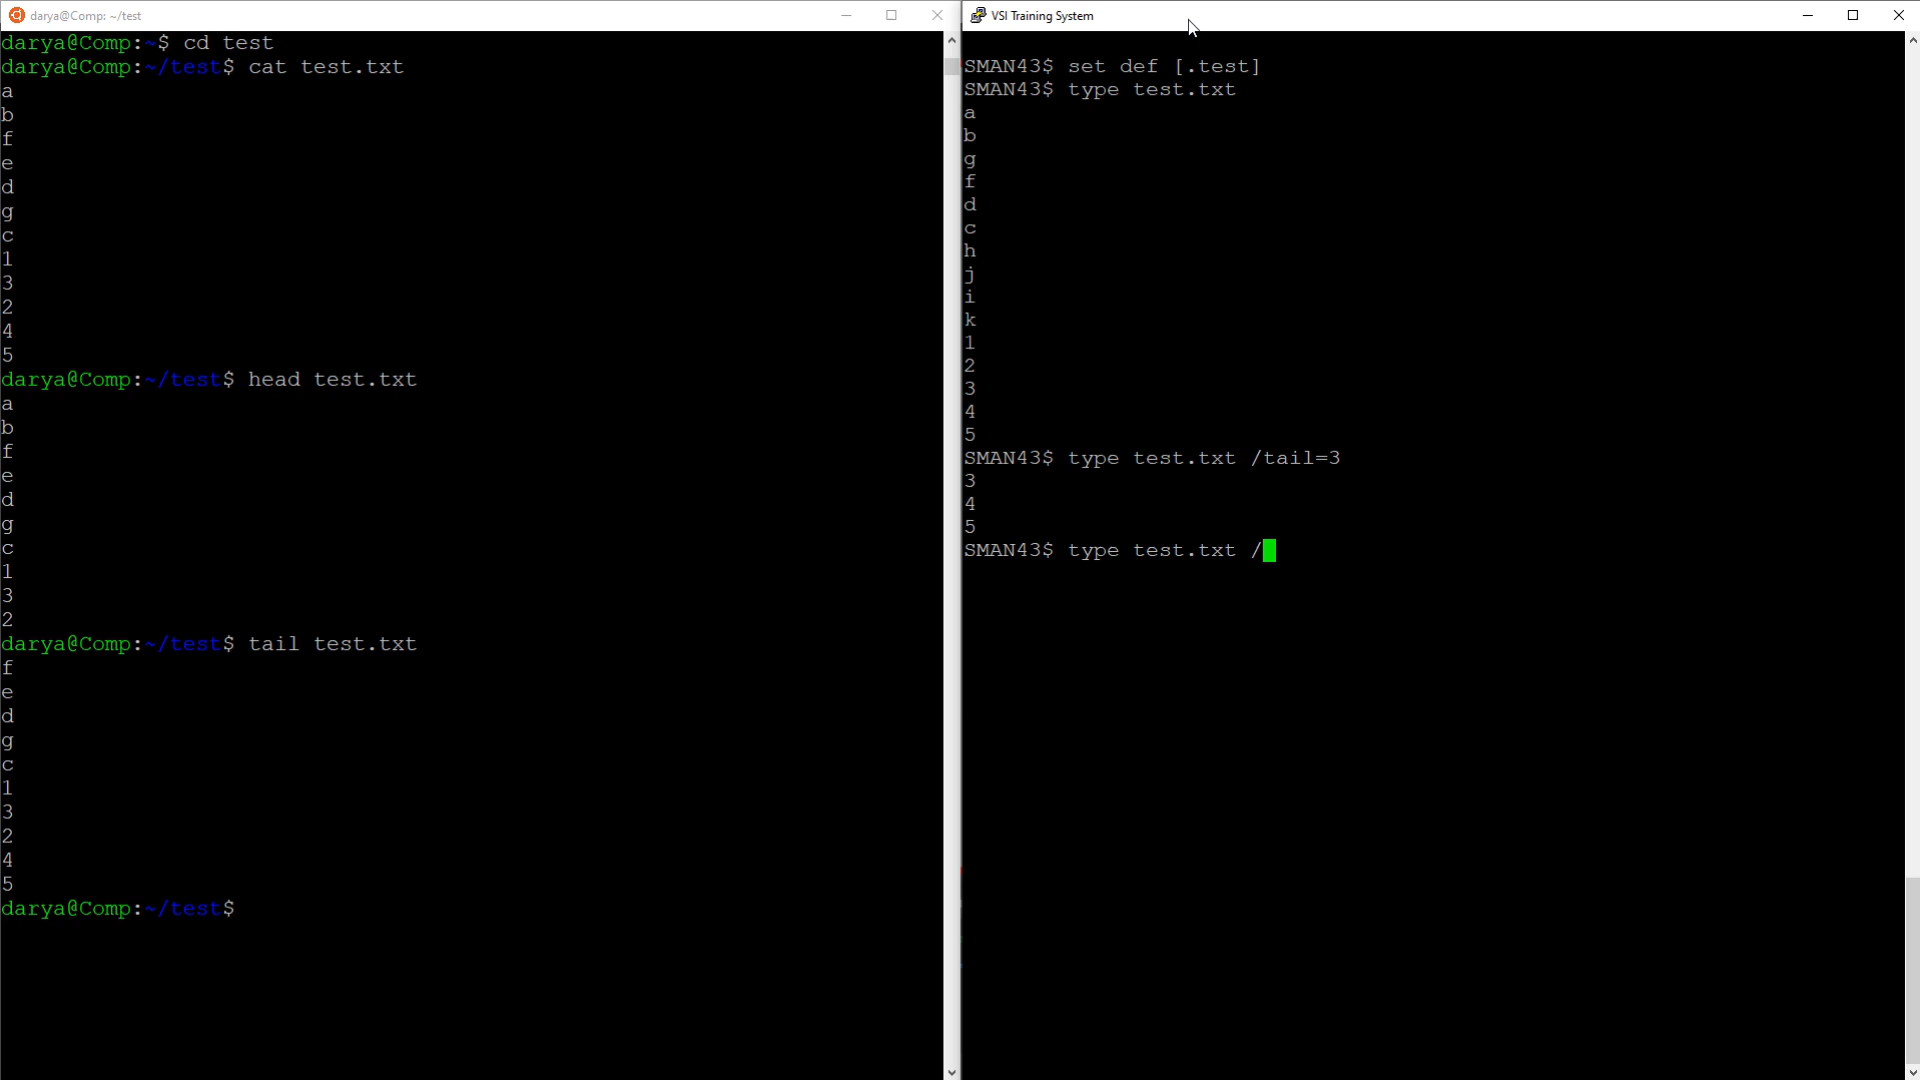 darya@Comp: ~/test
darya@Comp:~$ cd test
darya@Comp:~/test$ cat test.txt
a
b
f
e
d
g
c
1
3
2
4
5
darya@Comp:~/test$ head test.txt
a
b
f
e
d
g
c
1
3
2
darya@Comp:~/test$ tail test.txt
f
e
d
g
c
1
3
2
4
5
darya@Comp:~/test$
VSI Training System
SMAN43$ set def [.test]
SMAN43$ type test.txt
a
b
g
f
d
c
h
j
i
k
1
2
3
4
5
SMAN43$ type test.txt /tail=3
3
4
5
SMAN43$ type test.txt /